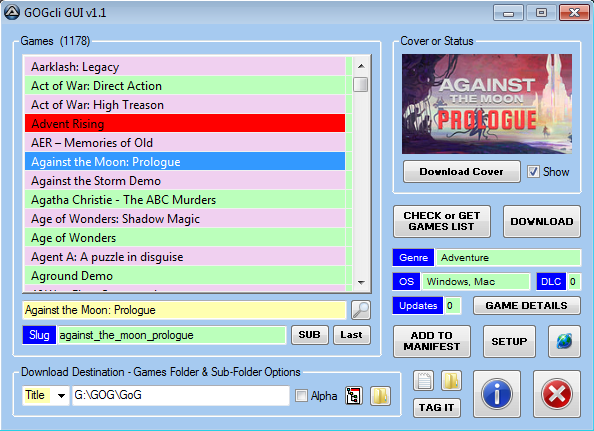 GOGcli GUI v1.1
Games (1178)
Aarklash: Legacy
Act of War: Direct Action
Act of War: High Treason
Advent Rising
AER – Memories of Old
Against the Moon: Prologue
Against the Storm Demo
Agatha Christie - The ABC Murders
Age of Wonders: Shadow Magic
Age of Wonders
Agent A: A puzzle in disguise
Aground Demo
Against the Moon: Prologue
Slug against_the_moon_prologue SUB Last
Download Destination - Games Folder & Sub-Folder Options
Title G:\GOG\GoG Alpha
Cover or Status
AGAINST
THE MOON
PROLOGUE
Download Cover Show
CHECK or GET
GAMES LIST
DOWNLOAD
Genre Adventure
OS Windows, Mac DLC 0
Updates 0 GAME DETAILS
ADD TO
MANIFEST
SETUP
TAG IT